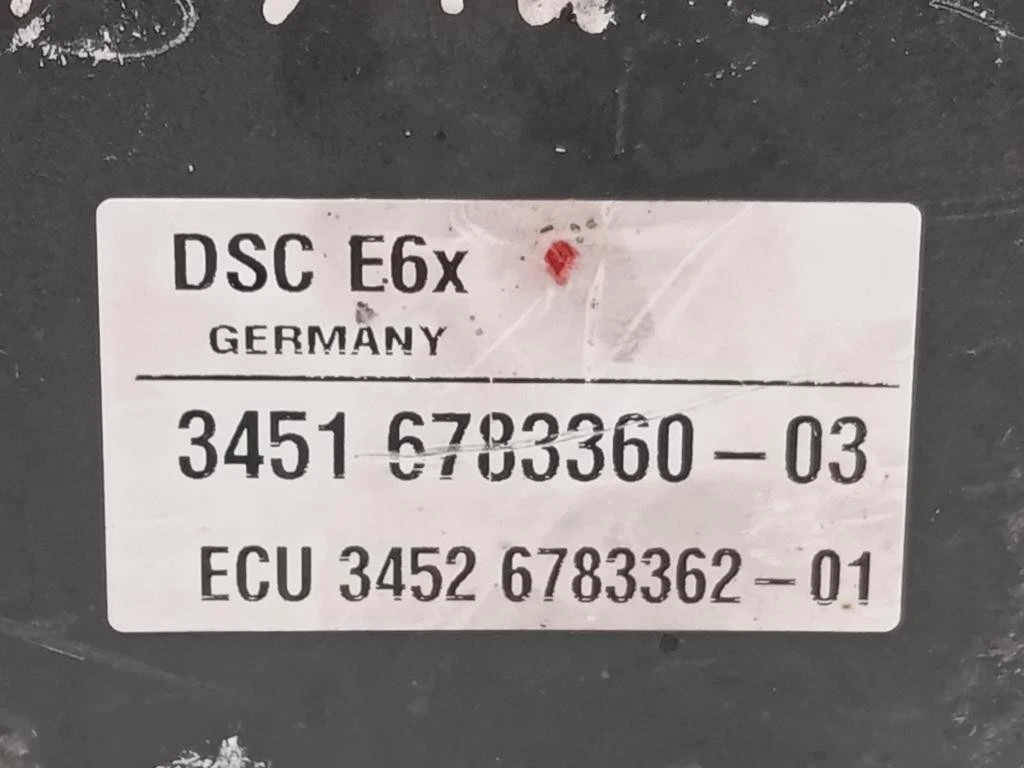 DSC E6x
GERMANY
3451 6783360-03
ECU 3452 6783362-01